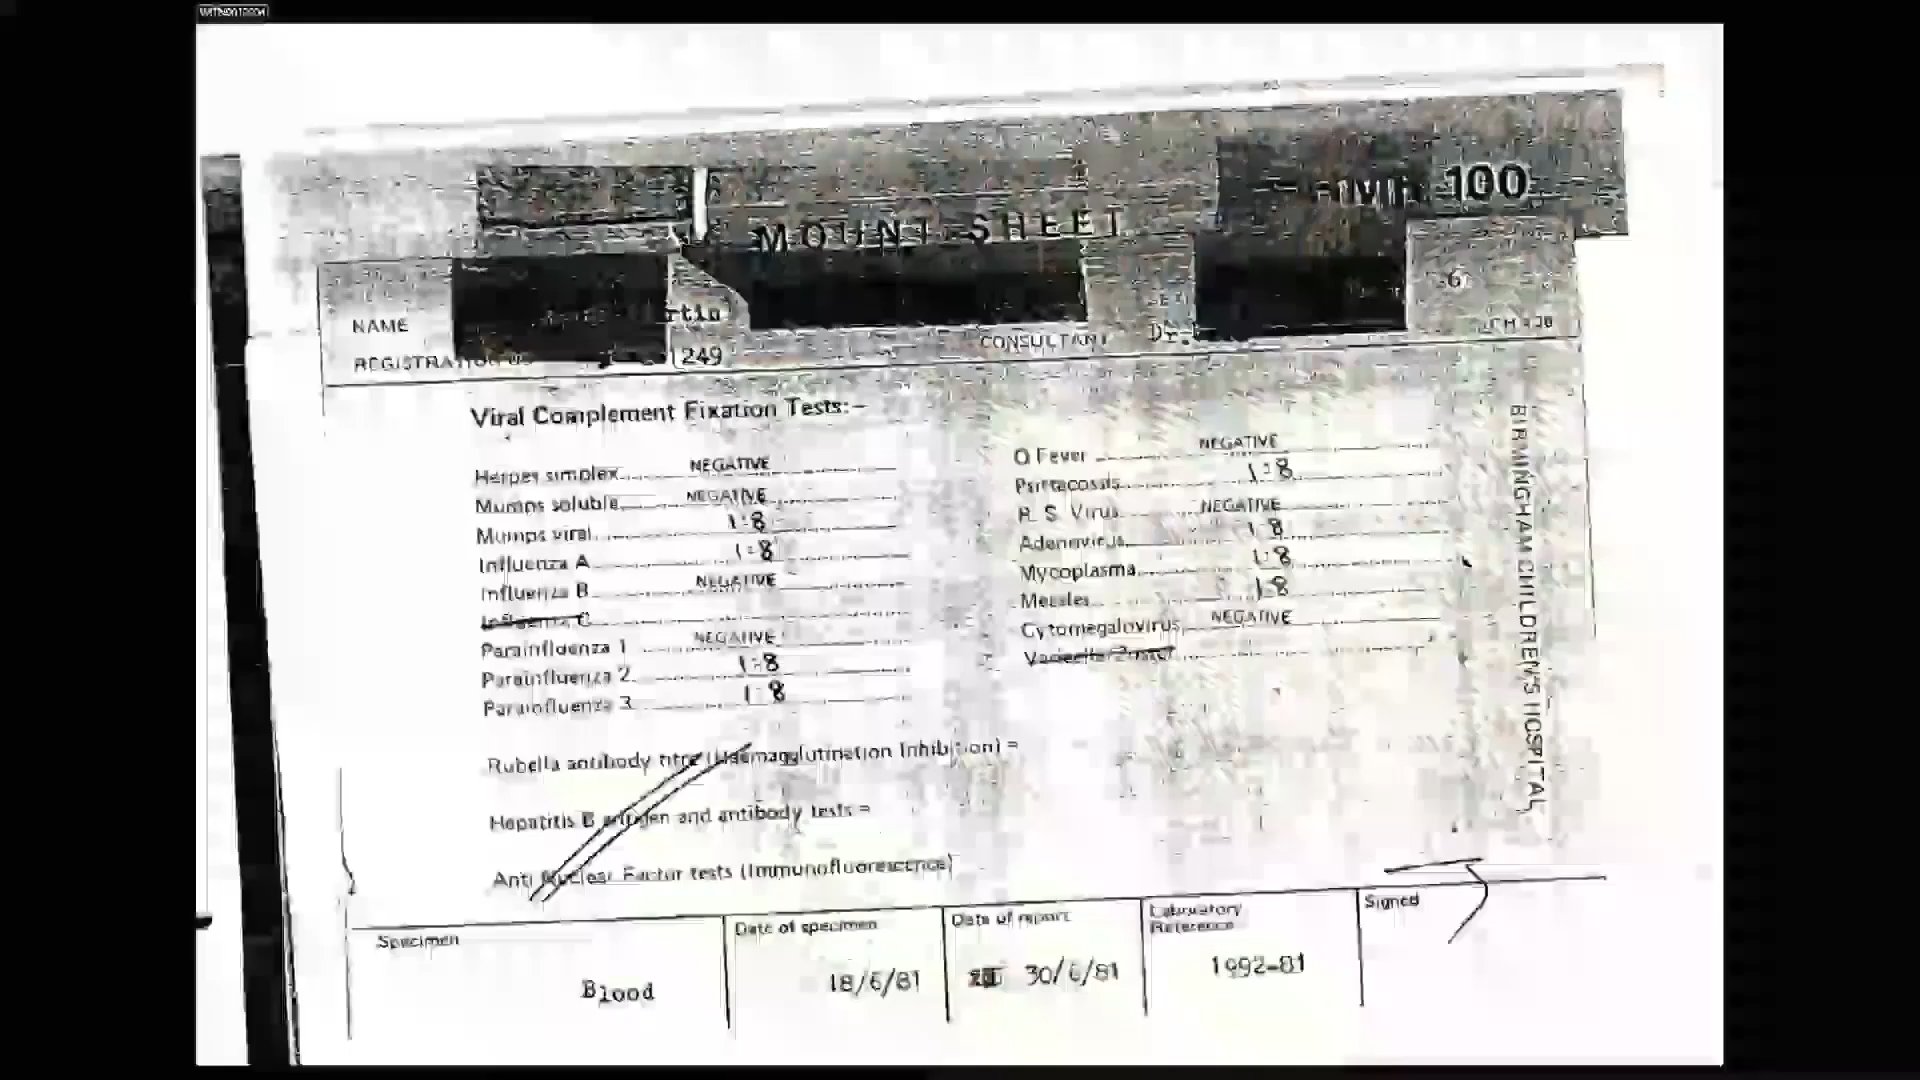 MOUNT SHEET
100
NAME
rtin
6
REGISTRATION
249
CONSULTANT
Dr.
Viral Complement Fixation Tests:-
Herpes simplex NEGATIVE
Mumps soluble NEGATIVE
Mumps viral 1:8
Influenza A 1:8
Influenza B NEGATIVE
Influenza C
Parainfluenza 1 NEGATIVE
Parainfluenza 2 1:8
Parainfluenza 3 1:8
Q Fever NEGATIVE
Psittacosis 1:8
R. S. Virus NEGATIVE
Adenovirus 1:8
Mycoplasma 1:8
Measles 1:8
Cytomegalovirus NEGATIVE
Varicella Zoster
BIRMINGHAM CHILDREN'S HOSPITAL
Rubella antibody titre (Haemagglutination Inhibition) =
Hepatitis B antigen and antibody tests =
Anti Nuclear Factor tests (Immunofluorescence)
Specimen
Blood
Date of specimen
18/6/81
Date of report
30/6/81
Laboratory
Reference
1992-81
Signed